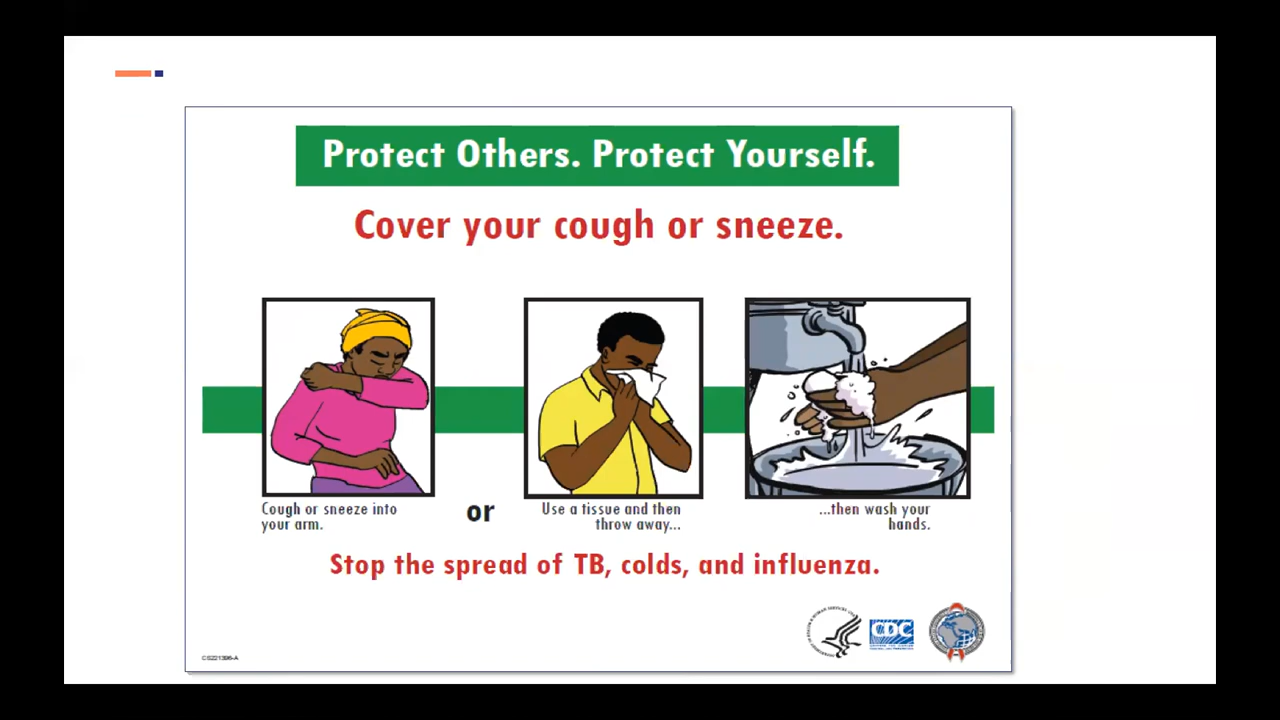 Protect Others. Protect Yourself.
Cover your cough or sneeze.
Cough or sneeze into
your arm.
or
Use a tissue and then
throw away...
...then wash your
hands.
Stop the spread of TB, colds, and influenza.
CDC